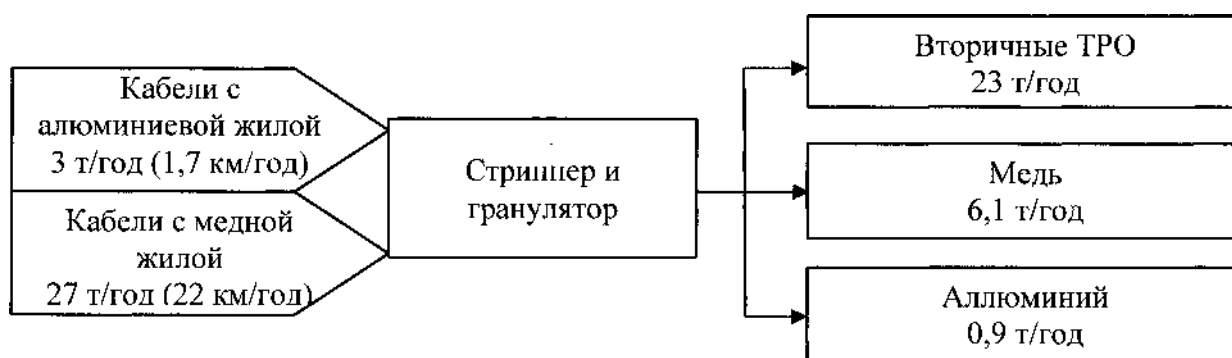 Кабели с
алюминиевой жилой
3 т/год (1,7 км/год)
Кабели с медной
жилой
27 т/год (22 км/год)
Стриппер и
гранулятор
Вторичные ТРО
23 т/год
Медь
6,1 т/год
Аллюминий
0,9 т/год